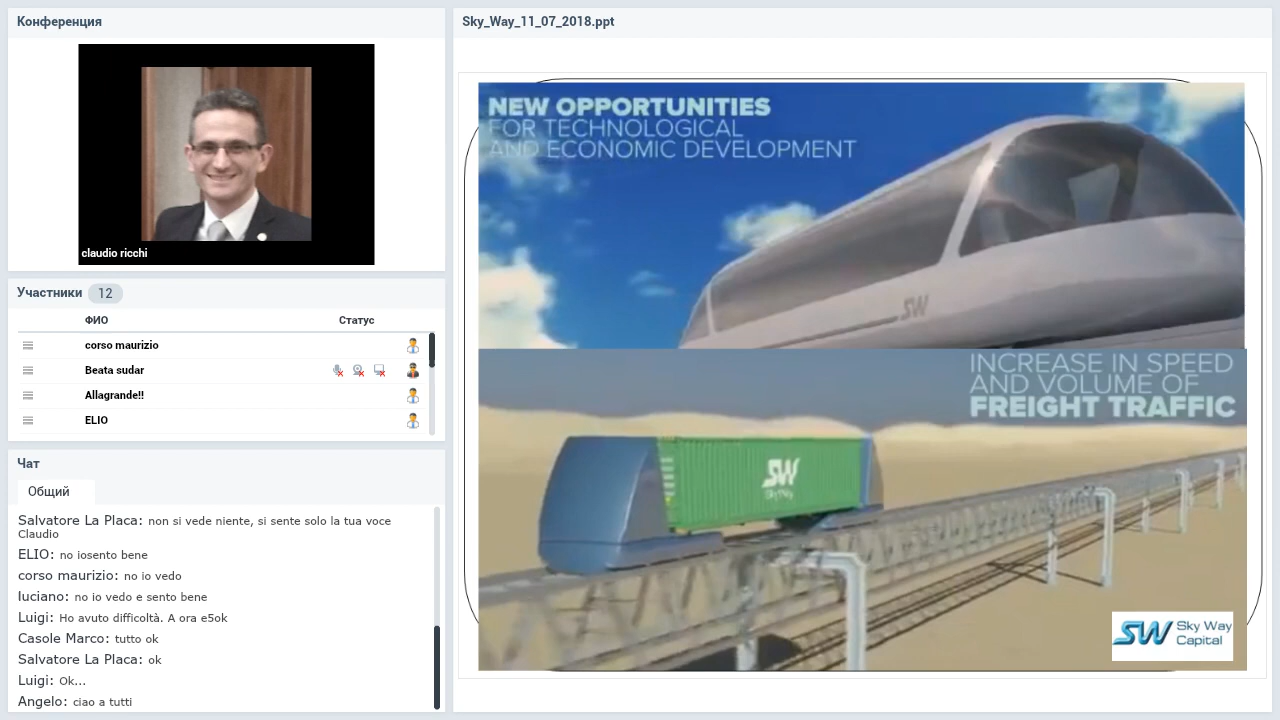 Конференция
claudio ricchi
Участники 12
ФИО Статус
corso maurizio
Beata sudar
Allagrande!!
ELIO
Чат
Общий
Salvatore La Placa: non si vede niente, si sente solo la tua voce
Claudio
ELIO: no iosento bene
corso maurizio: no io vedo
luciano: no io vedo e sento bene
Luigi: Ho avuto difficoltà. A ora e5ok
Casole Marco: tutto ok
Salvatore La Placa: ok
Luigi: Ok...
Angelo: ciao a tutti
Sky_Way_11_07_2018.ppt
NEW OPPORTUNITIES
FOR TECHNOLOGICAL
AND ECONOMIC DEVELOPMENT
SW
INCREASE IN SPEED
AND VOLUME OF
FREIGHT TRAFFIC
SW
SkyWay
SW Sky Way
Capital